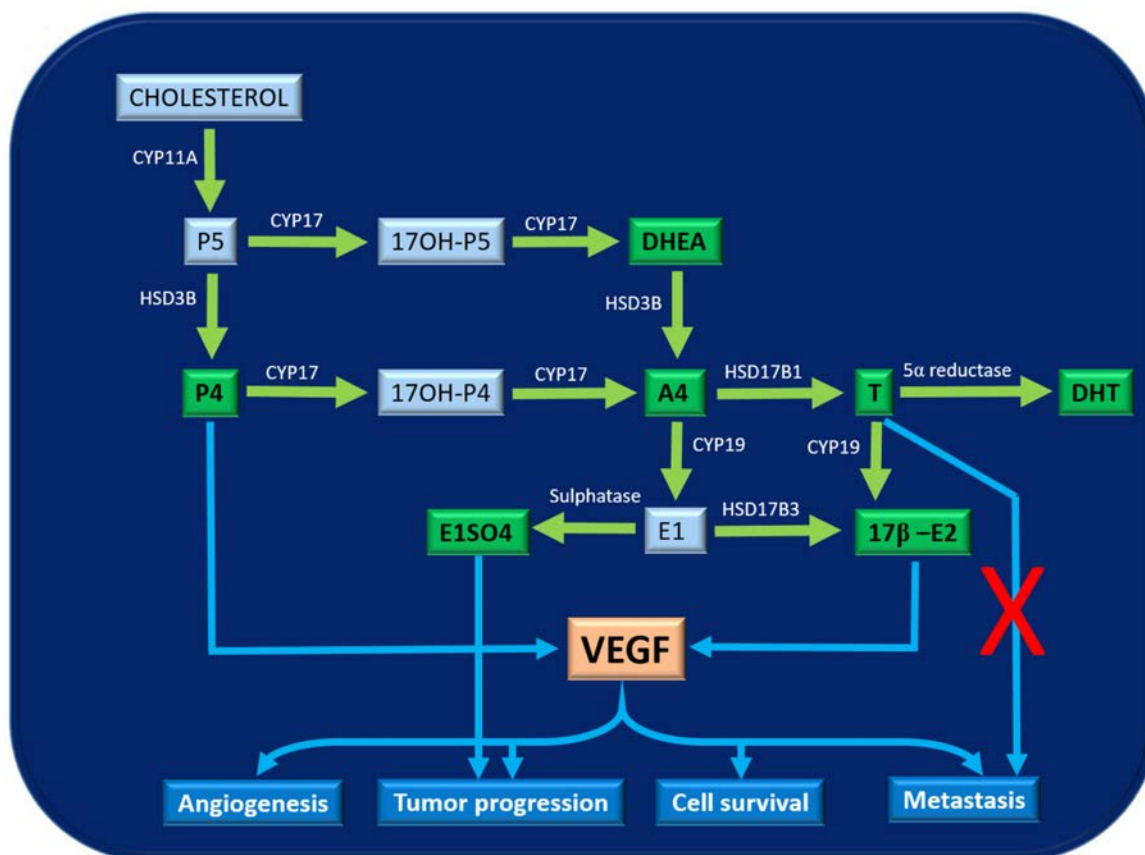 CHOLESTEROL
CYP11A
P5
CYP17
17OH-P5
CYP17
DHEA
HSD3B
HSD3B
P4
CYP17
17OH-P4
CYP17
A4
HSD17B1
T
5α reductase
DHT
CYP19
CYP19
E1SO4
Sulphatase
E1
HSD17B3
17β –E2
X
VEGF
Angiogenesis
Tumor progression
Cell survival
Metastasis